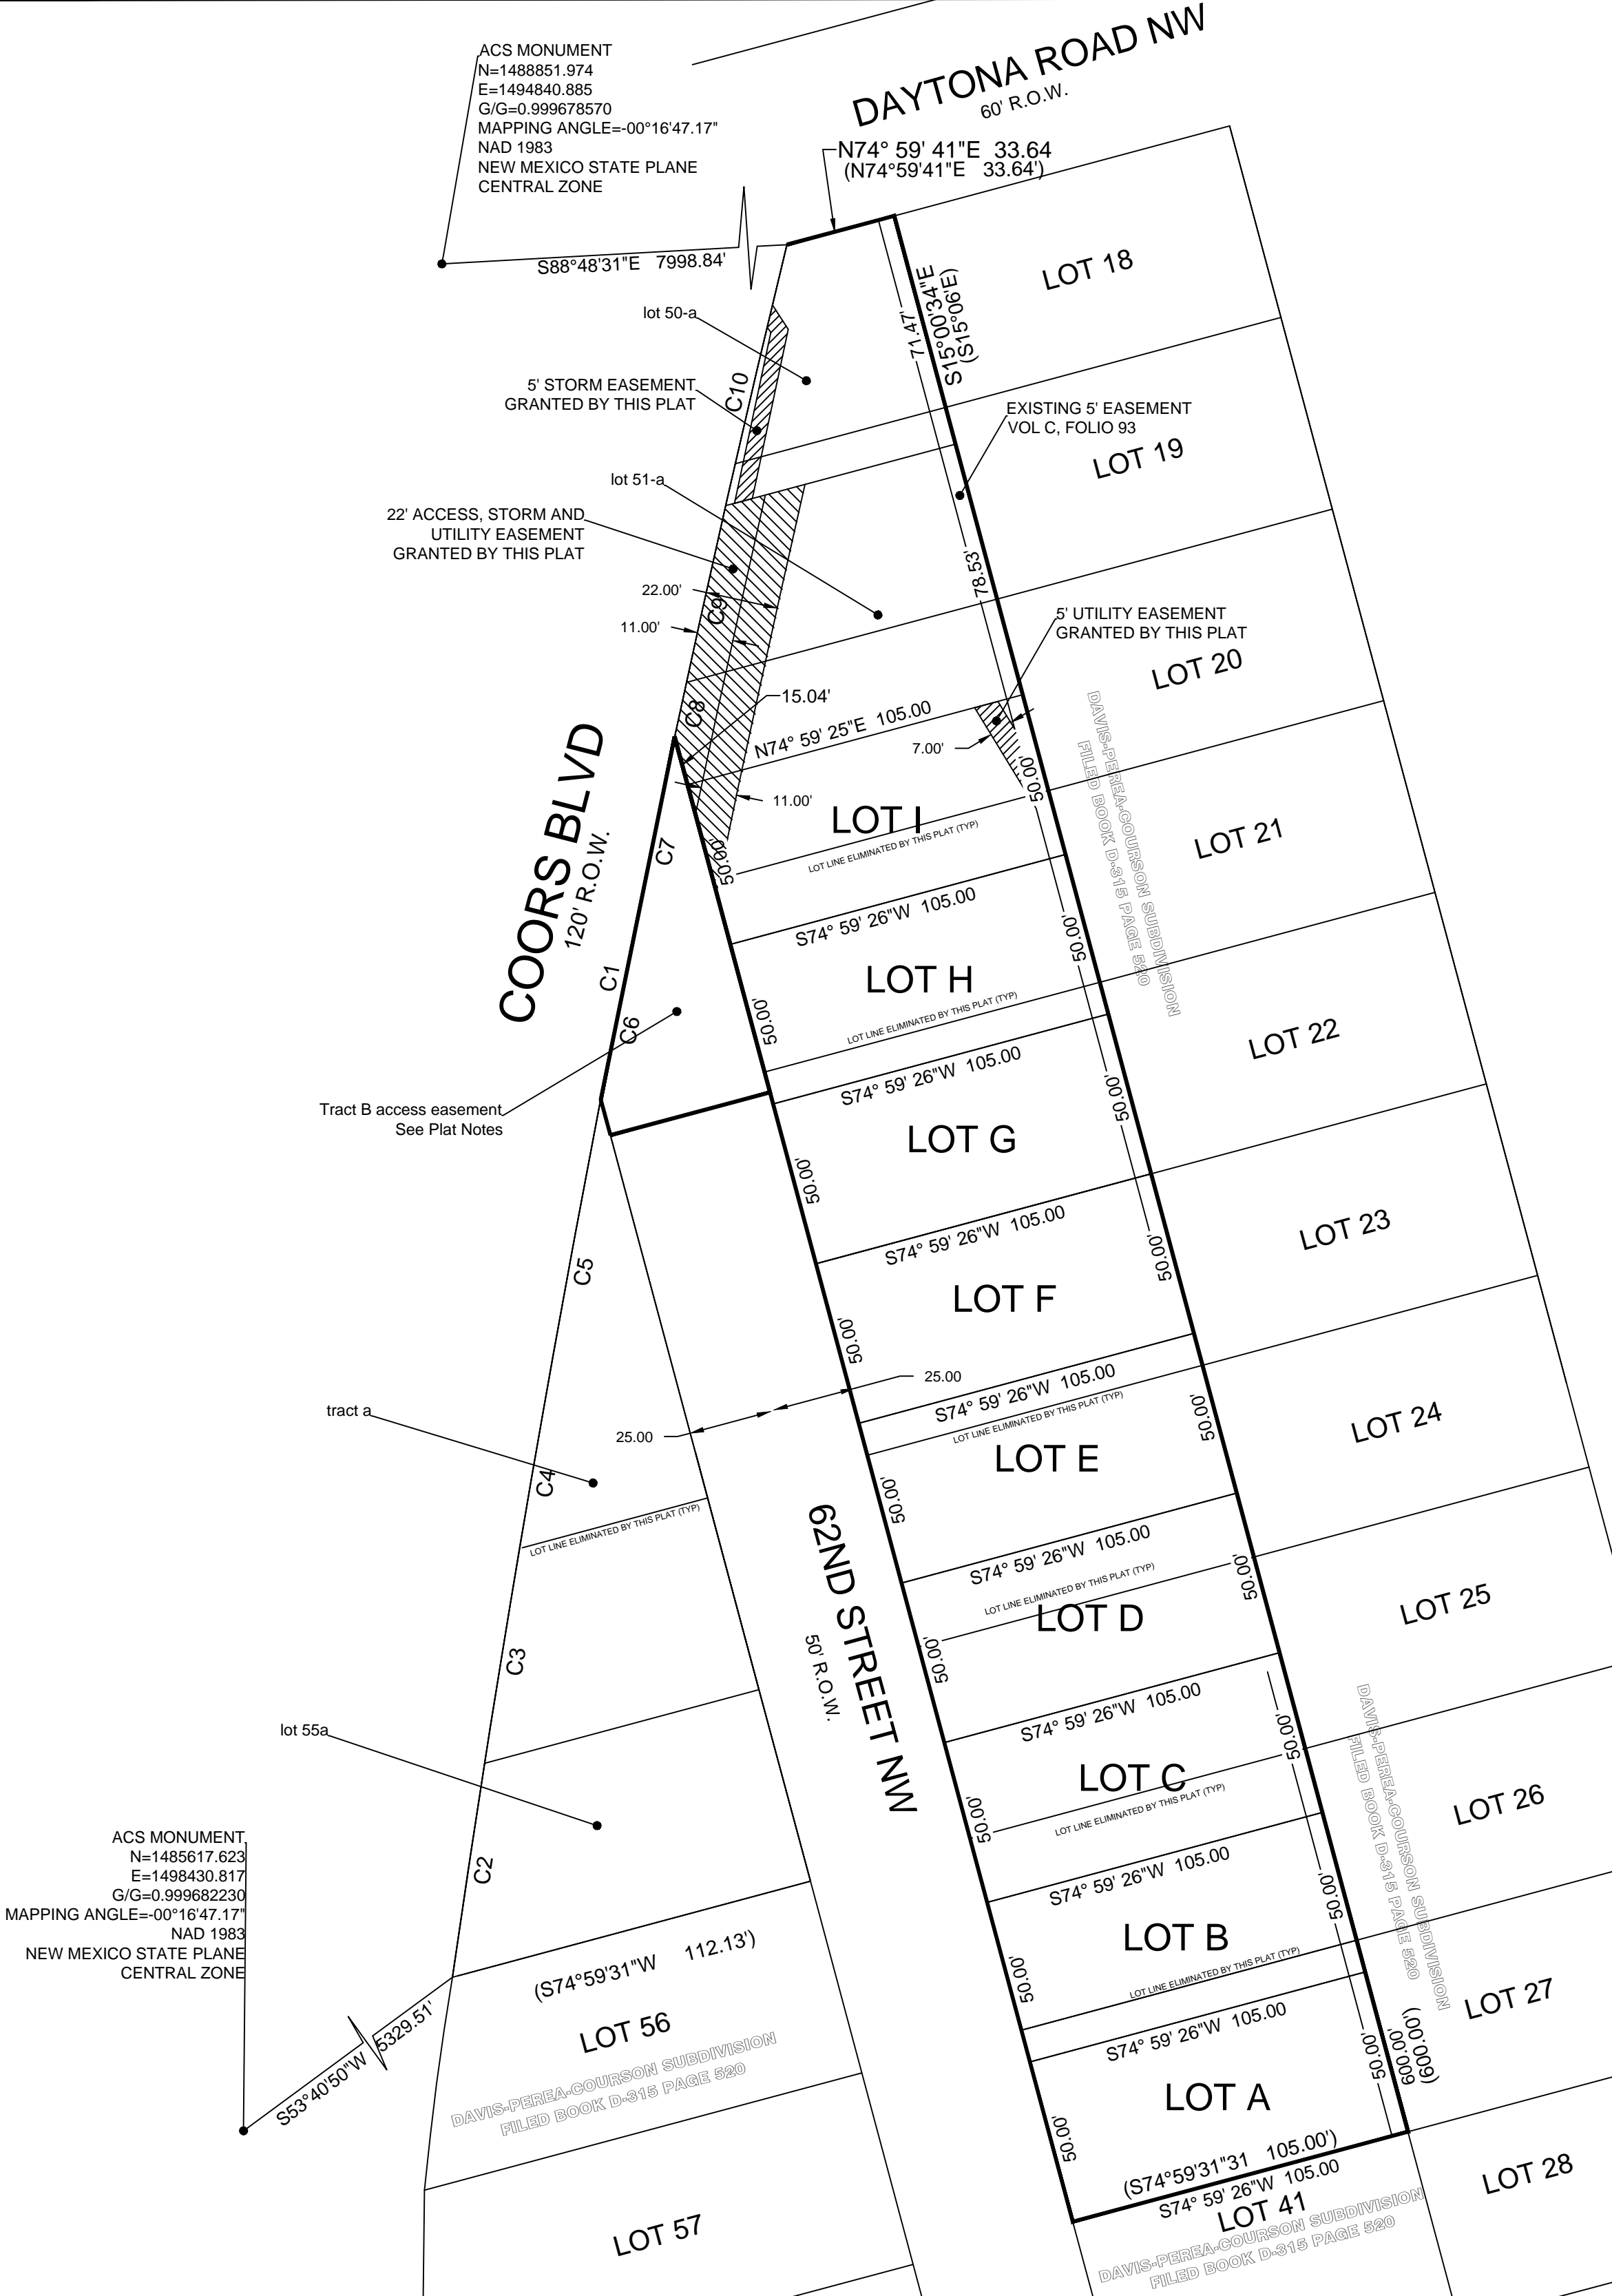 DAYTONA ROAD NW
60' R.O.W.
ACS MONUMENT
N=1488851.974
E=1494840.885
G/G=0.999678570
MAPPING ANGLE=-00°16'47.17"
NAD 1983
NEW MEXICO STATE PLANE
CENTRAL ZONE
N74° 59' 41"E 33.64
(N74°59'41"E 33.64')
S88°48'31"E 7998.84'
LOT 18
S15°00'34"E
(S15°06'E)
71.47'
lot 50-a
5' STORM EASEMENT
GRANTED BY THIS PLAT
C10
EXISTING 5' EASEMENT
VOL C, FOLIO 93
LOT 19
lot 51-a
22' ACCESS, STORM AND
UTILITY EASEMENT
GRANTED BY THIS PLAT
78.53'
22.00'
C9
11.00'
5' UTILITY EASEMENT
GRANTED BY THIS PLAT
LOT 20
15.04'
C8
N74° 59' 25"E 105.00
7.00'
50.00'
DAVIS-PEREA-COURSON SUBDIVISION
FILED BOOK D-315 PAGE 520
COORS BLVD
120' R.O.W.
11.00'
LOT I
LOT LINE ELIMINATED BY THIS PLAT (TYP)
C7
50.00'
LOT 21
S74° 59' 26"W 105.00
50.00'
C1
LOT H
LOT LINE ELIMINATED BY THIS PLAT (TYP)
50.00'
C6
LOT 22
Tract B access easement
See Plat Notes
S74° 59' 26"W 105.00
50.00'
LOT G
50.00'
S74° 59' 26"W 105.00
50.00'
LOT 23
C5
LOT F
50.00'
25.00
25.00
S74° 59' 26"W 105.00
LOT LINE ELIMINATED BY THIS PLAT (TYP)
50.00'
LOT 24
tract a
C4
LOT LINE ELIMINATED BY THIS PLAT (TYP)
LOT E
50.00'
62ND STREET NW
50' R.O.W.
S74° 59' 26"W 105.00
LOT LINE ELIMINATED BY THIS PLAT (TYP)
50.00'
LOT 25
LOT D
50.00'
C3
S74° 59' 26"W 105.00
50.00'
lot 55a
LOT C
LOT LINE ELIMINATED BY THIS PLAT (TYP)
50.00'
LOT 26
DAVIS-PEREA-COURSON SUBDIVISION
FILED BOOK D-315 PAGE 520
C2
ACS MONUMENT
N=1485617.623
E=1498430.817
G/G=0.999682230
MAPPING ANGLE=-00°16'47.17"
NAD 1983
NEW MEXICO STATE PLANE
CENTRAL ZONE
S74° 59' 26"W 105.00
50.00'
LOT B
LOT LINE ELIMINATED BY THIS PLAT (TYP)
50.00'
LOT 27
(S74°59'31"W 112.13')
LOT 56
DAVIS-PEREA-COURSON SUBDIVISION
FILED BOOK D-315 PAGE 520
S53°40'50"W 5329.51'
S74° 59' 26"W 105.00
50.00'
600.00'
(600.00')
LOT A
50.00'
(S74°59'31"31 105.00')
S74° 59' 26"W 105.00
LOT 41
DAVIS-PEREA-COURSON SUBDIVISION
FILED BOOK D-315 PAGE 520
LOT 28
LOT 57